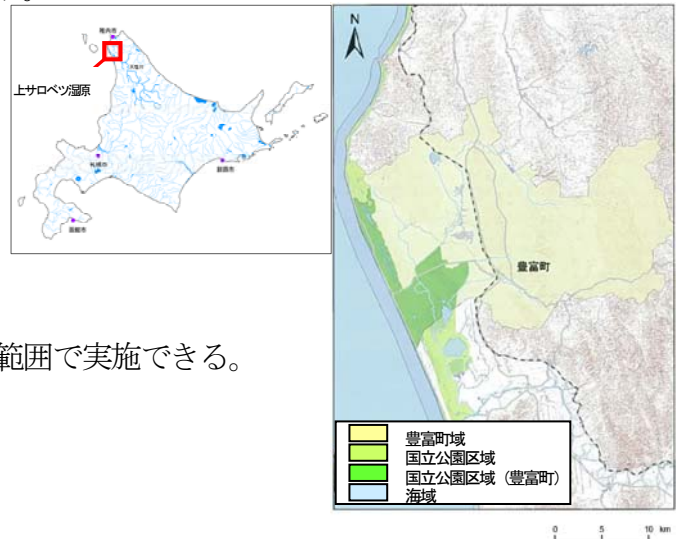 稚内市
上サロベツ湿原
札幌市
釧路市
函館市
N
豊富町
範囲で実施できる。
豊富町域
国立公園区域
国立公園区域（豊富町）
海域
0 5 10 km